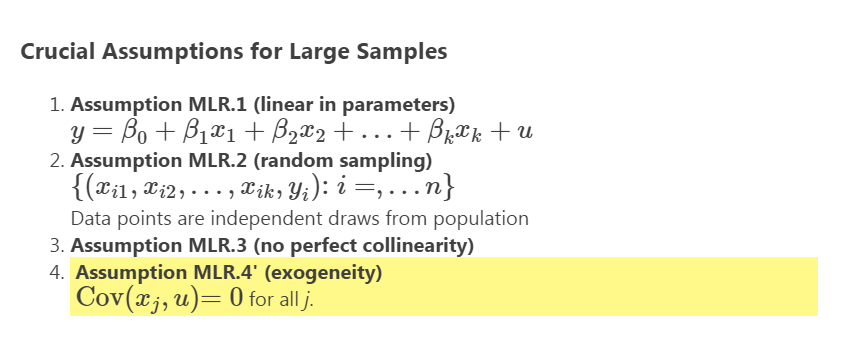 Crucial Assumptions for Large Samples
1. Assumption MLR.1 (linear in parameters)
y = β₀ + β₁x₁ + β₂x₂ + . . . + βₖxₖ + u
2. Assumption MLR.2 (random sampling)
{(xᵢ₁, xᵢ₂, . . . , xᵢₖ, yᵢ): i =, . . . n}
Data points are independent draws from population
3. Assumption MLR.3 (no perfect collinearity)
4. Assumption MLR.4' (exogeneity)
Cov(xⱼ, u)= 0 for all j.